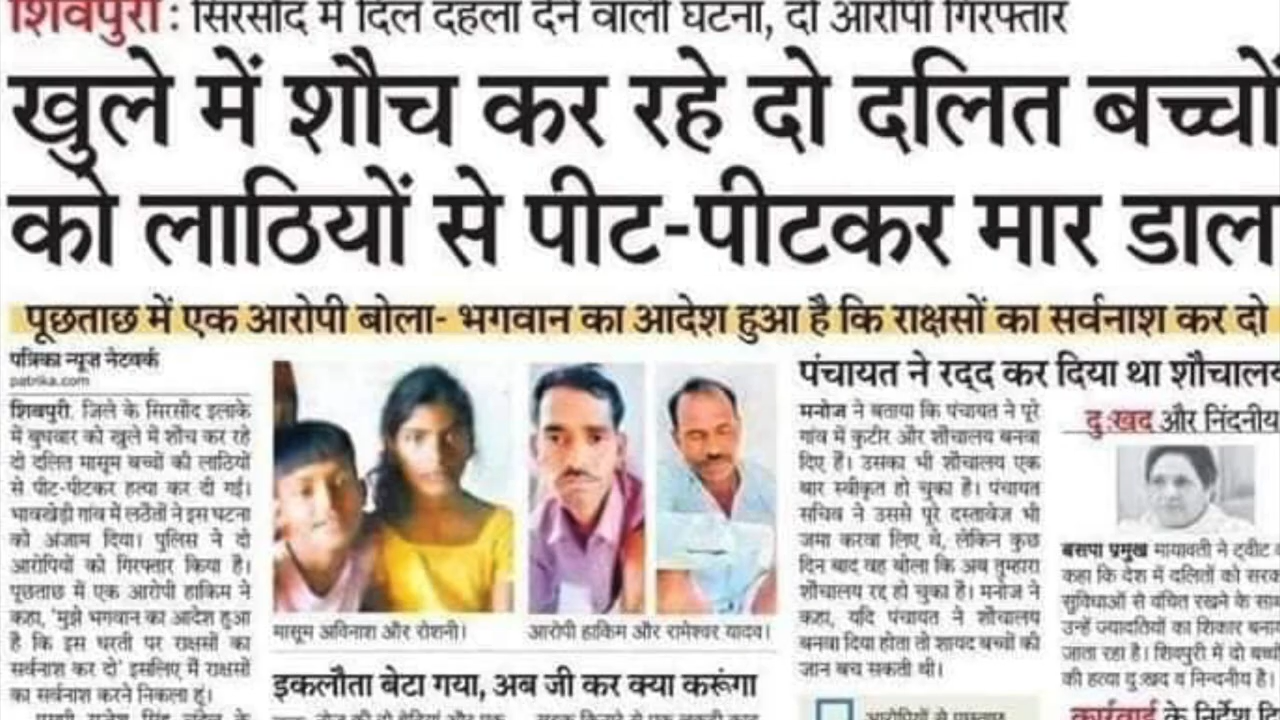 शिवपुरी : सिरसौद में दिल दहला देने वाली घटना, दो आरोपी गिरफ्तार
खुले में शौच कर रहे दो दलित बच्चों
को लाठियों से पीट-पीटकर मार डाल
पूछताछ में एक आरोपी बोला- भगवान का आदेश हुआ है कि राक्षसों का सर्वनाश कर दो
पत्रिका न्यूज नेटवर्क
patrika.com
शिवपुरी. जिले के सिरसौद इलाके
में बुधवार को खुले में शौच कर रहे
दो दलित मासूम बच्चों की लाठियों
से पीट-पीटकर हत्या कर दी गई।
भावखेड़ी गांव में लठैतों ने इस घटना
को अंजाम दिया। पुलिस ने दो
आरोपियों को गिरफ्तार किया है।
पूछताछ में एक आरोपी हाकिम ने
कहा, 'मुझे भगवान का आदेश हुआ
है कि इस धरती पर राक्षसों का
सर्वनाश कर दो' इसलिए मैं राक्षसों
का सर्वनाश करने निकला हूं।
मासूम अविनाश और रोशनी।
आरोपी हाकिम और रामेश्वर यादव।
इकलौता बेटा गया, अब जी कर क्या करूंगा
पंचायत ने रद्द कर दिया था शौचालय
मनोज ने बताया कि पंचायत ने पूरे
गांव में कुटीर और शौचालय बनवा
दिए हैं। उसका भी शौचालय एक
बार स्वीकृत हो चुका है। पंचायत
सचिव ने उससे पूरे दस्तावेज भी
जमा करवा लिए थे, लेकिन कुछ
दिन बाद वह बोला कि अब तुम्हारा
शौचालय रद्द हो चुका है। मनोज ने
कहा, यदि पंचायत ने शौचालय
बनवा दिया होता तो शायद बच्चों की
जान बच सकती थी।
दु:खद और निंदनीय
बसपा प्रमुख मायावती ने ट्वीट
कहा कि देश में दलितों को सरक
सुविधाओं से वंचित रखने के साथ
उन्हें ज्यादतियों का शिकार बना
जाता रहा है। शिवपुरी में दो बच्चों
की हत्या दु:खद व निन्दनीय है।
कार्रवाई के निर्देश दि
आरोपियों से पूछताछ